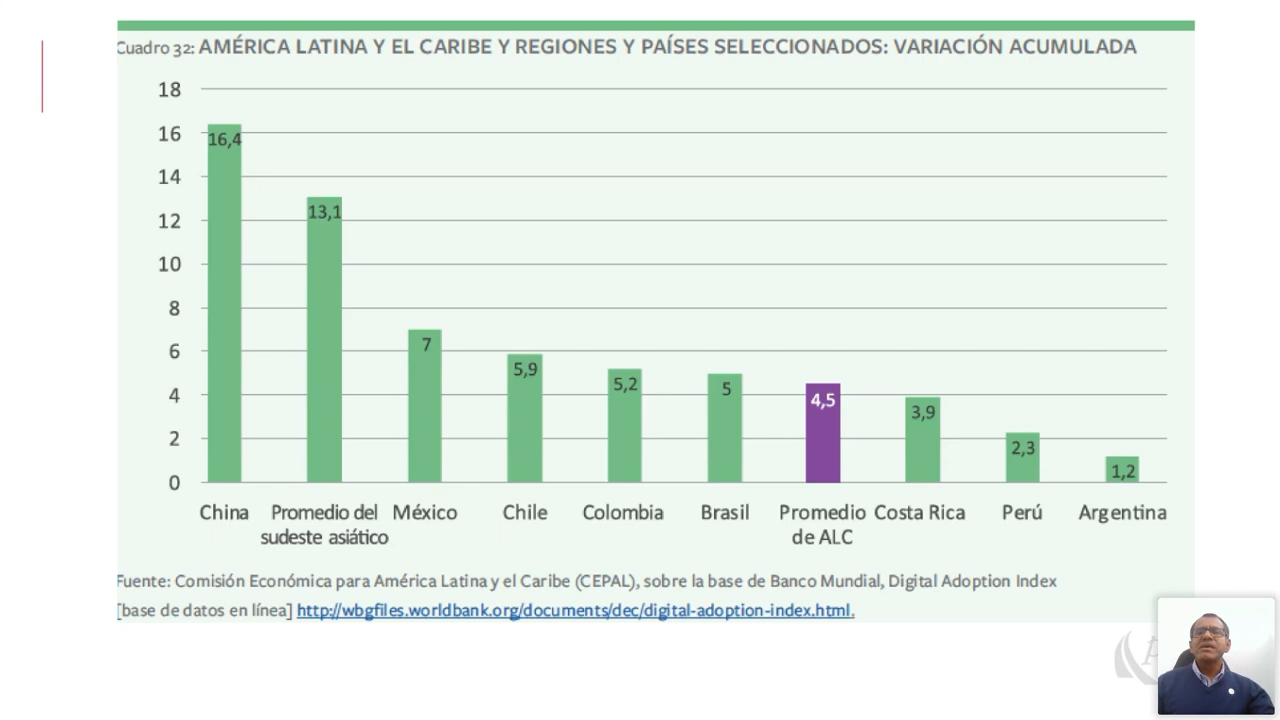 Cuadro 32: AMÉRICA LATINA Y EL CARIBE Y REGIONES Y PAÍSES SELECCIONADOS: VARIACIÓN ACUMULADA
18
16
14
12
10
8
6
4
2
0
16,4
13,1
7
5,9
5,2
5
4,5
3,9
2,3
1,2
China
Promedio del sudeste asiático
México
Chile
Colombia
Brasil
Promedio de ALC
Costa Rica
Perú
Argentina
Fuente: Comisión Económica para América Latina y el Caribe (CEPAL), sobre la base de Banco Mundial, Digital Adoption Index
[base de datos en línea] http://wbgfiles.worldbank.org/documents/dec/digital-adoption-index.html.